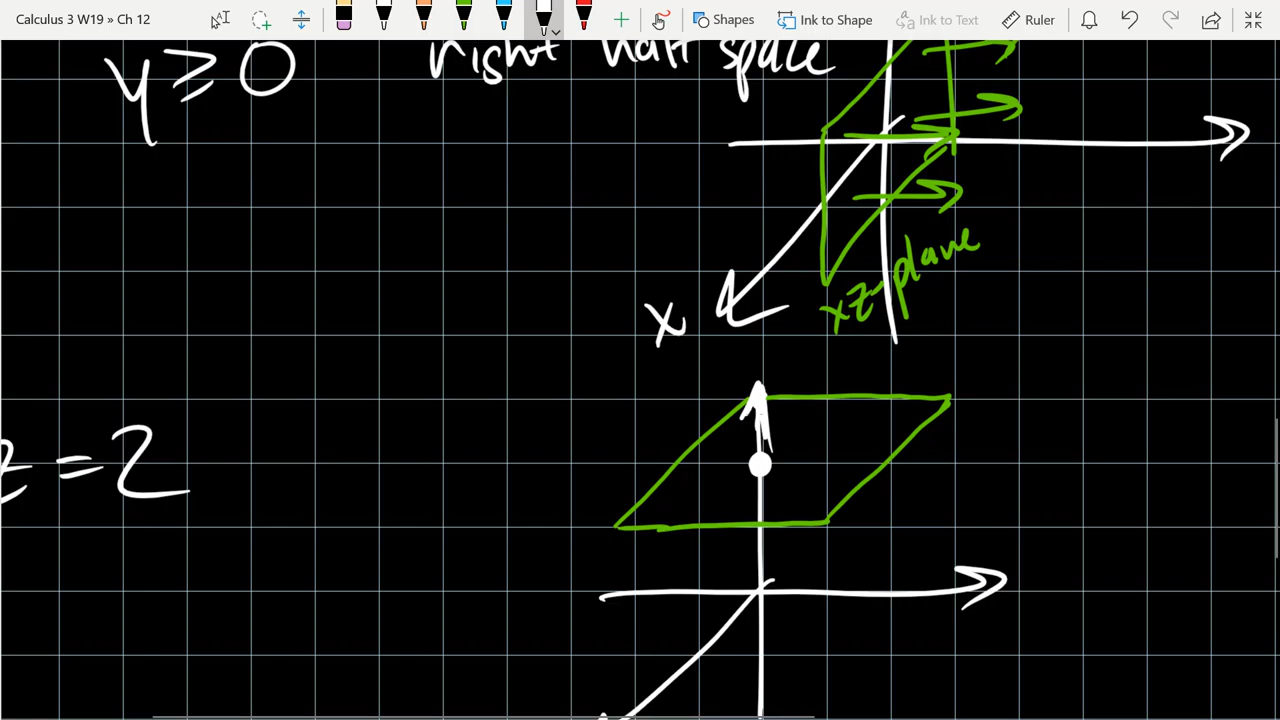 Calculus 3 W19 » Ch 12
Shapes
Ink to Shape
Ink to Text
Ruler
y ≥ 0
right half space
xz-plane
x
z = 2